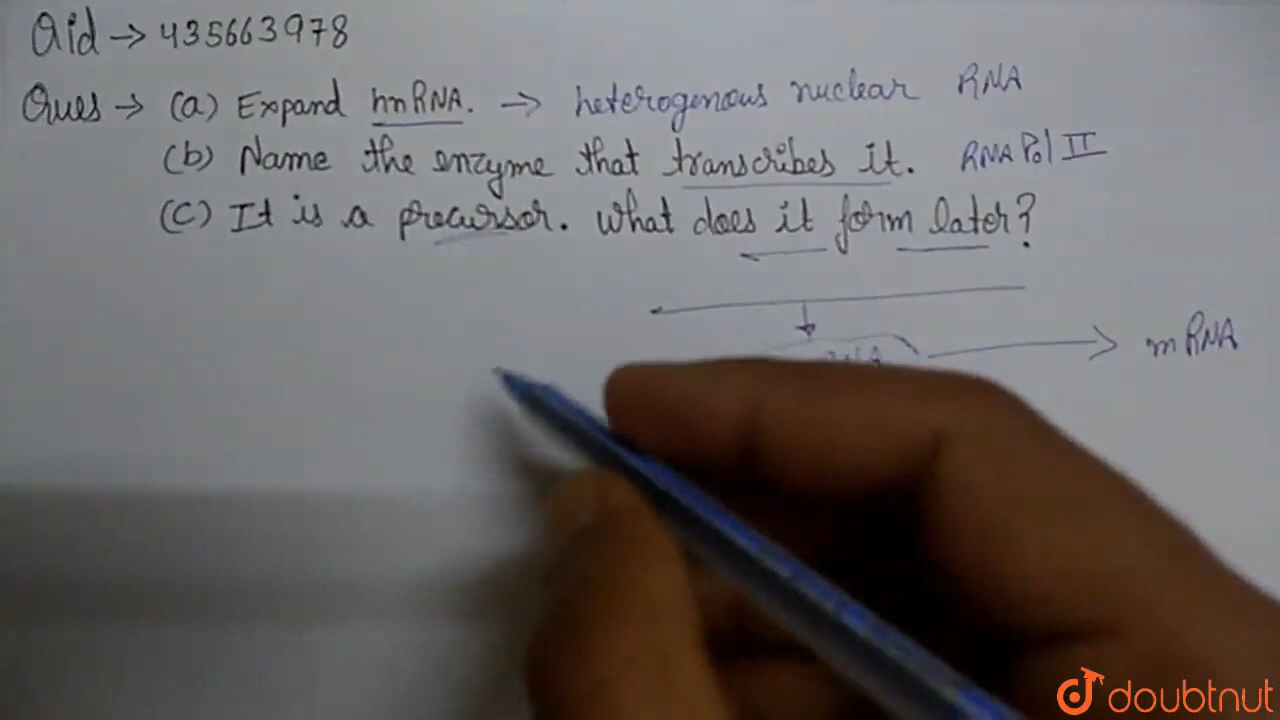 Qid → 435663978
Ques → (a) Expand hnRNA. → heterogenous nuclear RNA
(b) Name the enzyme that transcribes it. RNA Pol II
(c) It is a precursor. What does it form later?
mRNA
doubtnut